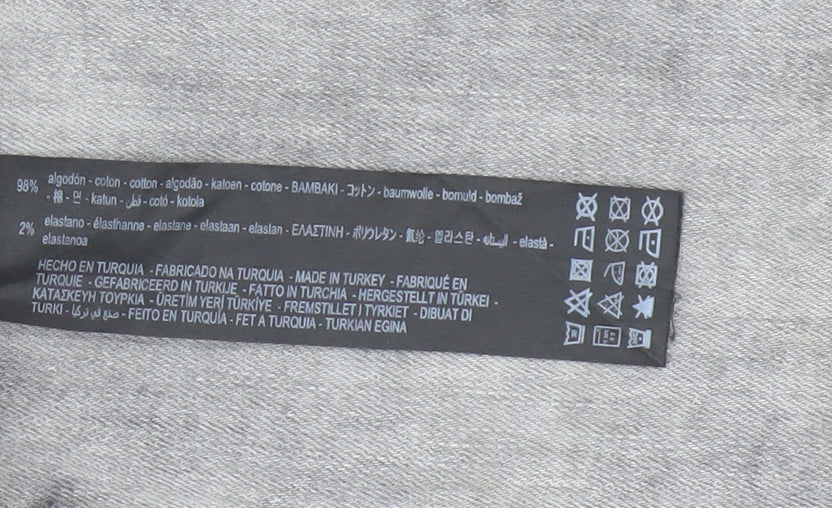 98% algodón - coton - cotton - algodão - katoen - cotone - BAMBAKI - コットン - baumwolle - bomuld - bombaž
- 棉 - 면 - katun - قطن - cotó - kotoia
2% elastano - élasthanne - elastane - elastaan - elastan - ΕΛΑΣΤΙΝΗ - ポリウレタン - 氨纶 - 엘라스탄 - - elastà -
elastanoa
HECHO EN TURQUIA - FABRICADO NA TURQUIA - MADE IN TURKEY - FABRIQUÉ EN
TURQUIE - GEFABRICEERD IN TURKIJE - FATTO IN TURCHIA - HERGESTELLT IN TÜRKEI -
ΚΑΤΑΣΚΕΥΗ ΤΟΥΡΚΙΑ - ÜRETİM YERİ TÜRKİYE - FREMSTILLET I TYRKIET - DIBUAT DI
TURKI - صنع في تركيا - FEITO EN TURQUÍA - FET A TURQUIA - TURKIAN EGINA